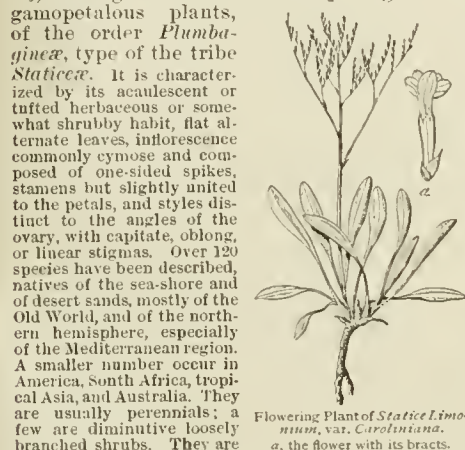 gamopetalous plants,
of the order Plumba-
gineæ, type of the tribe
Staticeæ. It is character-
ized by its acaulescent or
tufted herbaceous or some-
what shrubby habit, flat al-
ternate leaves, inflorescence
commonly cymose and com-
posed of one-sided spikes,
stamens but slightly united
to the petals, and styles dis-
tinct to the angles of the
ovary, with capitate, oblong,
or linear stigmas. Over 120
species have been described,
natives of the sea-shore and
of desert sands, mostly of the
Old World, and of the north-
ern hemisphere, especially
of the Mediterranean region.
A smaller number occur in
America, South Africa, tropi-
cal Asia, and Australia. They
are usually perennials; a
few are diminutive loosely
branched shrubs. They are
a
Flowering Plant of Statice Limo-
nium, var. Caroliniana.
a, the flower with its bracts.